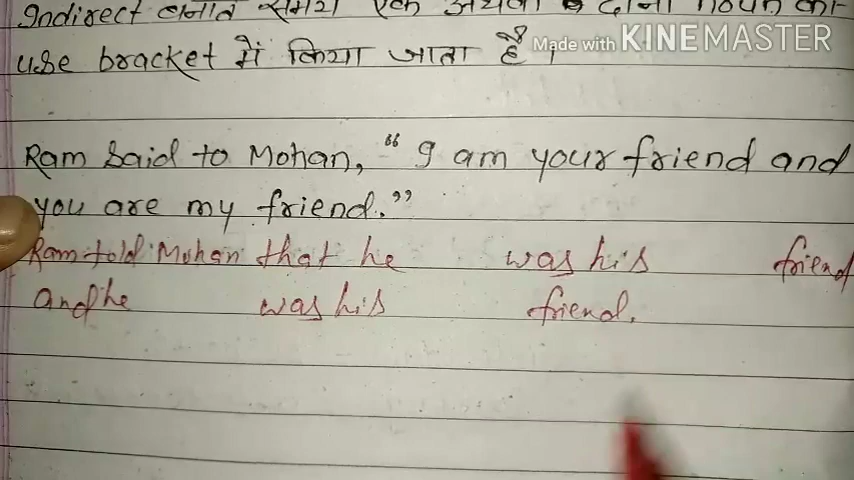 Indirect बनाते समय एक अथवा दोनों noun का
use bracket में किया जाता है।
Made with KINEMASTER
Ram said to Mohan, "I am your friend and
you are my friend."
Ram told Mohan that he was his friend
and he was his friend.